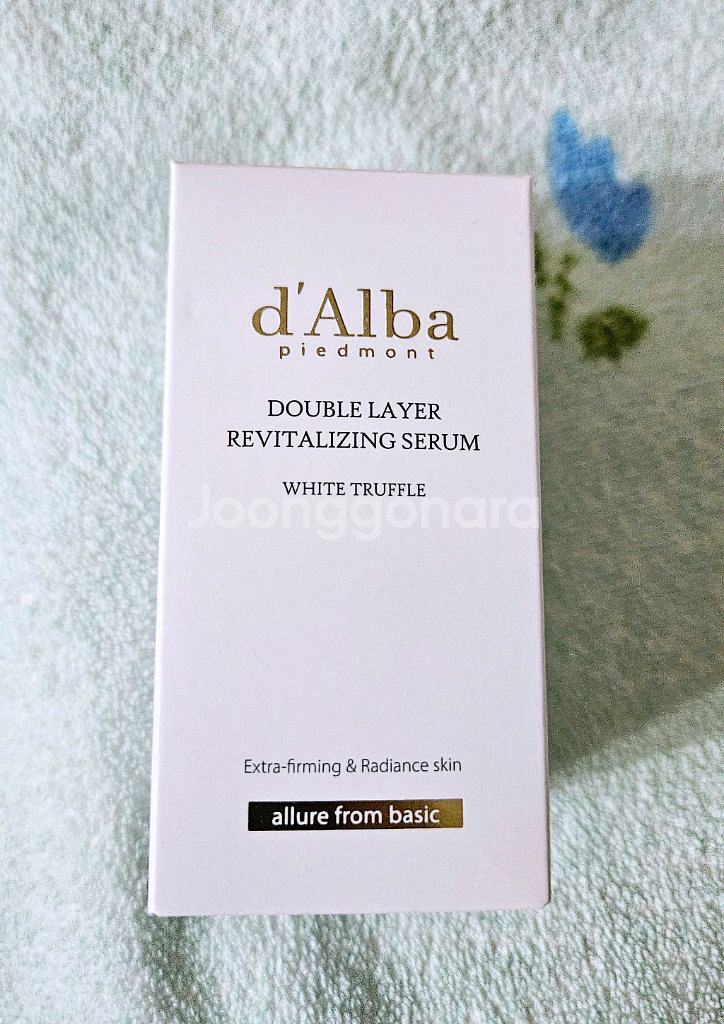 d'Alba
piedmont
DOUBLE LAYER
REVITALIZING SERUM
WHITE TRUFFLE
Joonggonara
Extra-firming & Radiance skin
allure from basic